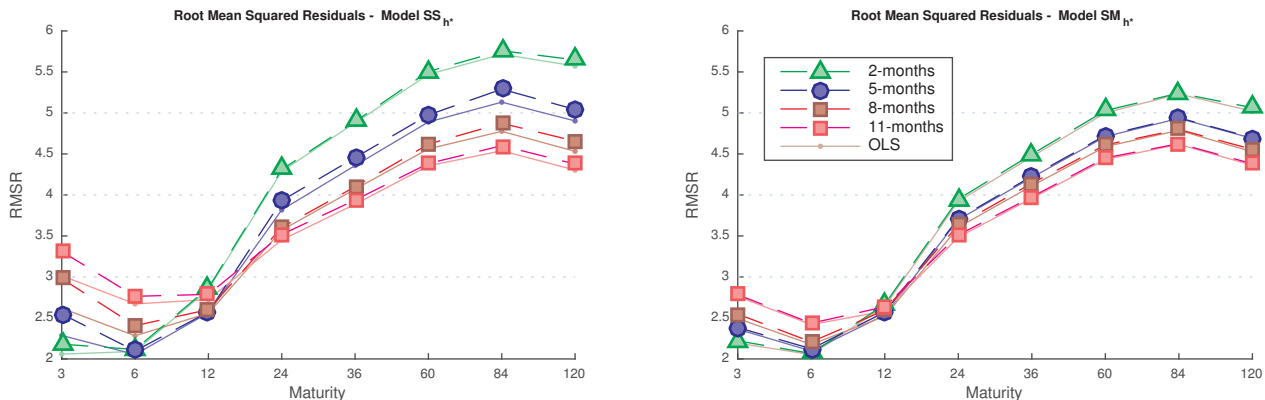 Root Mean Squared Residuals - Model SS_h*
6
5.5
5
4.5
4
3.5
3
2.5
2
RMSR
3 6 12 24 36 60 84 120
Maturity
Root Mean Squared Residuals - Model SM_h*
6
5.5
5
4.5
4
3.5
3
2.5
2
RMSR
2-months
5-months
8-months
11-months
OLS
3 6 12 24 36 60 84 120
Maturity